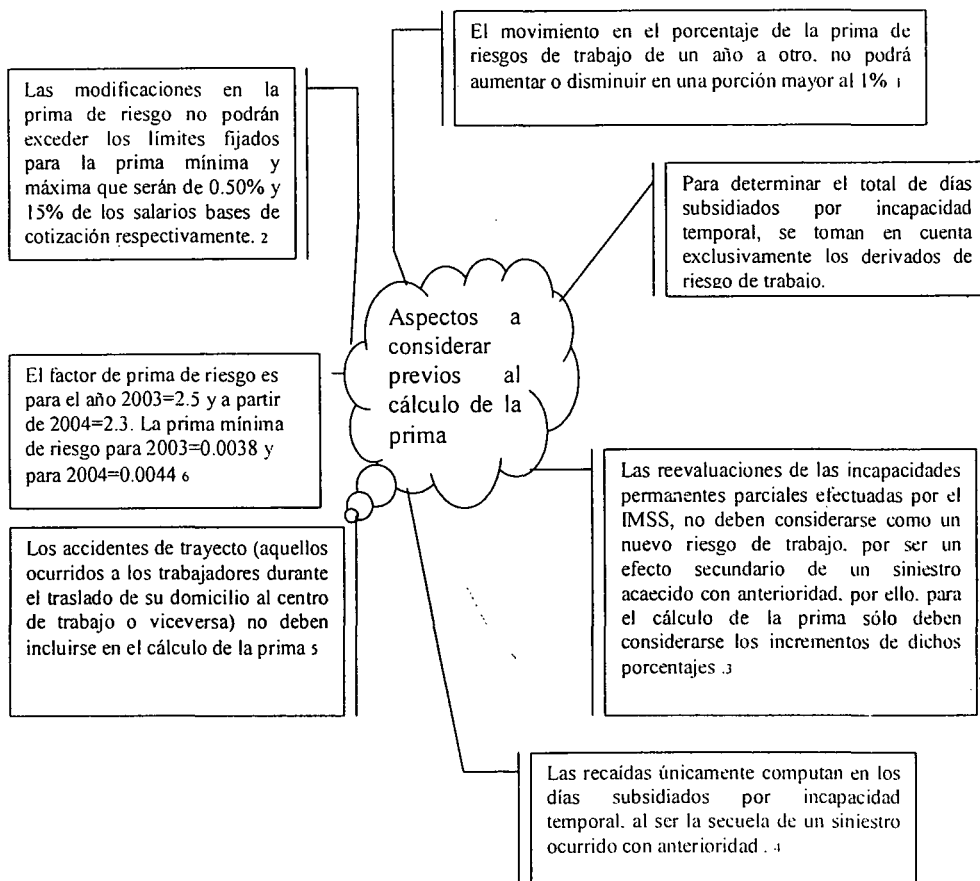 El movimiento en el porcentaje de la prima de
riesgos de trabajo de un año a otro. no podrá
aumentar o disminuir en una porción mayor al 1% 1
Las modificaciones en la
prima de riesgo no podrán
exceder los límites fijados
para la prima mínima y
máxima que serán de 0.50% y
15% de los salarios bases de
cotización respectivamente. 2
Para determinar el total de días
subsidiados por incapacidad
temporal, se toman en cuenta
exclusivamente los derivados de
riesgo de trabajo.
Aspectos a
considerar
previos al
cálculo de la
prima
El factor de prima de riesgo es
para el año 2003=2.5 y a partir
de 2004=2.3. La prima mínima
de riesgo para 2003=0.0038 y
para 2004=0.0044 6
Las reevaluaciones de las incapacidades
permanentes parciales efectuadas por el
IMSS, no deben considerarse como un
nuevo riesgo de trabajo. por ser un
efecto secundario de un siniestro
acaecido con anterioridad. por ello. para
el cálculo de la prima sólo deben
considerarse los incrementos de dichos
porcentajes .3
Los accidentes de trayecto (aquellos
ocurridos a los trabajadores durante
el traslado de su domicilio al centro
de trabajo o viceversa) no deben
incluirse en el cálculo de la prima 5
Las recaídas únicamente computan en los
días subsidiados por incapacidad
temporal. al ser la secuela de un siniestro
ocurrido con anterioridad . 4